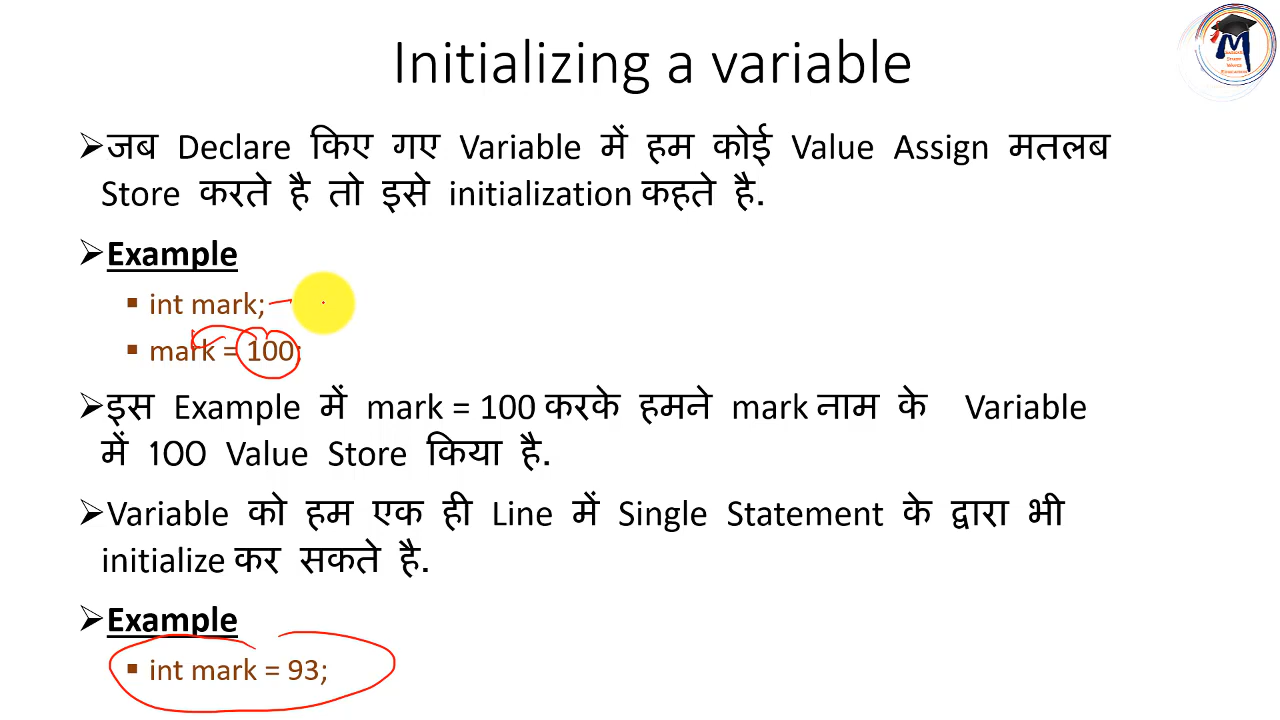 Initializing a variable
➢जब Declare किए गए Variable में हम कोई Value Assign मतलब
Store करते है तो इसे initialization कहते है.
➢Example
▪ int mark;
▪ mark = 100;
➢इस Example में mark = 100 करके हमने mark नाम के Variable
में 100 Value Store किया है.
➢Variable को हम एक ही Line में Single Statement के द्वारा भी
initialize कर सकते है.
➢Example
▪ int mark = 93;